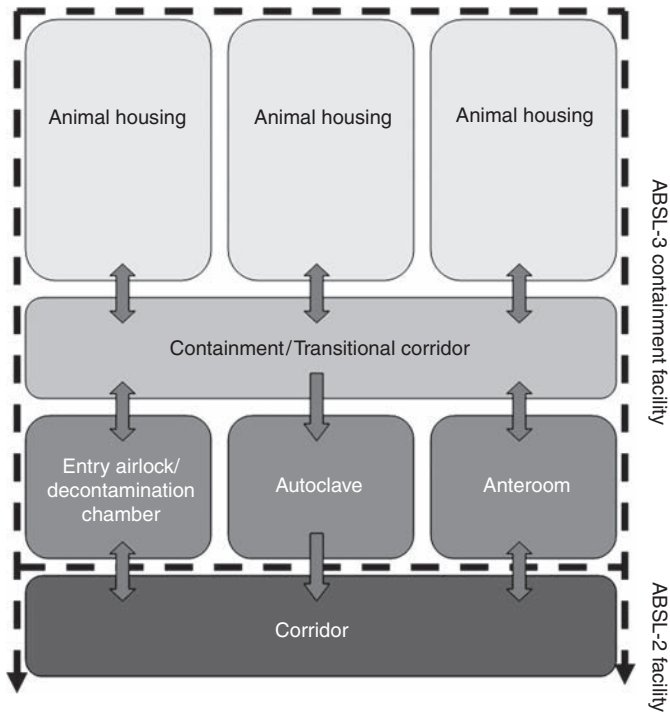 Animal housing
Animal housing
Animal housing
Containment/Transitional corridor
Entry airlock/
decontamination
chamber
Autoclave
Anteroom
Corridor
ABSL-3 containment facility
ABSL-2 facility